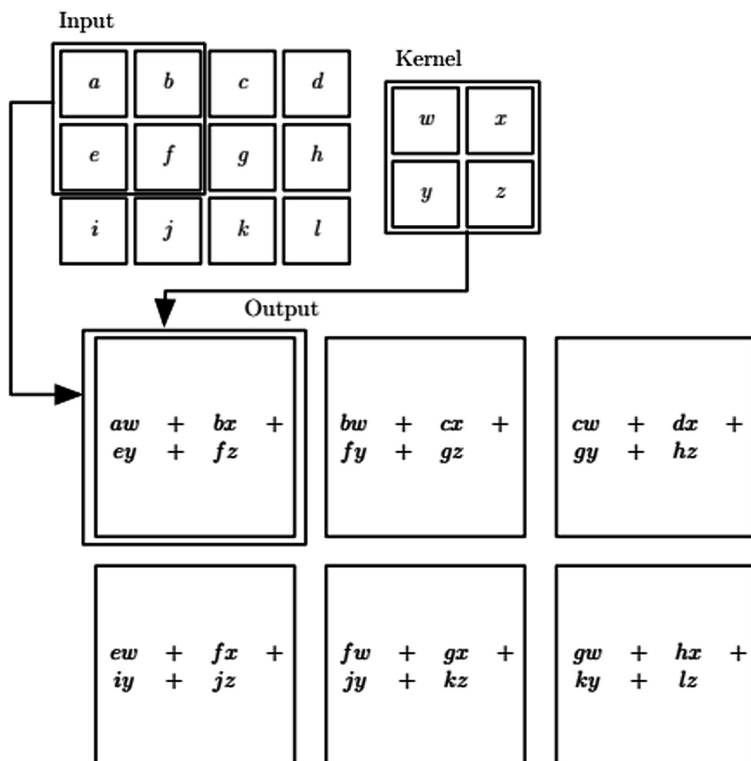 Input
Kernel
a b c d
w x
e f g h
y z
i j k l
Output
aw + bx +
ey + fz
bw + cx +
fy + gz
cw + dx +
gy + hz
ew + fx +
iy + jz
fw + gx +
jy + kz
gw + hx +
ky + lz